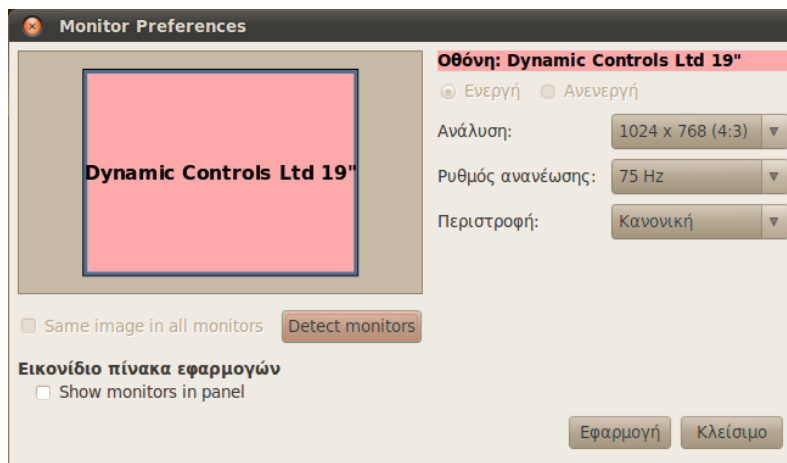 Monitor Preferences
Dynamic Controls Ltd 19"
Οθόνη: Dynamic Controls Ltd 19"
Ενεργή Ανενεργή
Ανάλυση: 1024 x 768 (4:3)
Ρυθμός ανανέωσης: 75 Hz
Περιστροφή: Κανονική
Same image in all monitors Detect monitors
Εικονίδιο πίνακα εφαρμογών
Show monitors in panel
Εφαρμογή Κλείσιμο